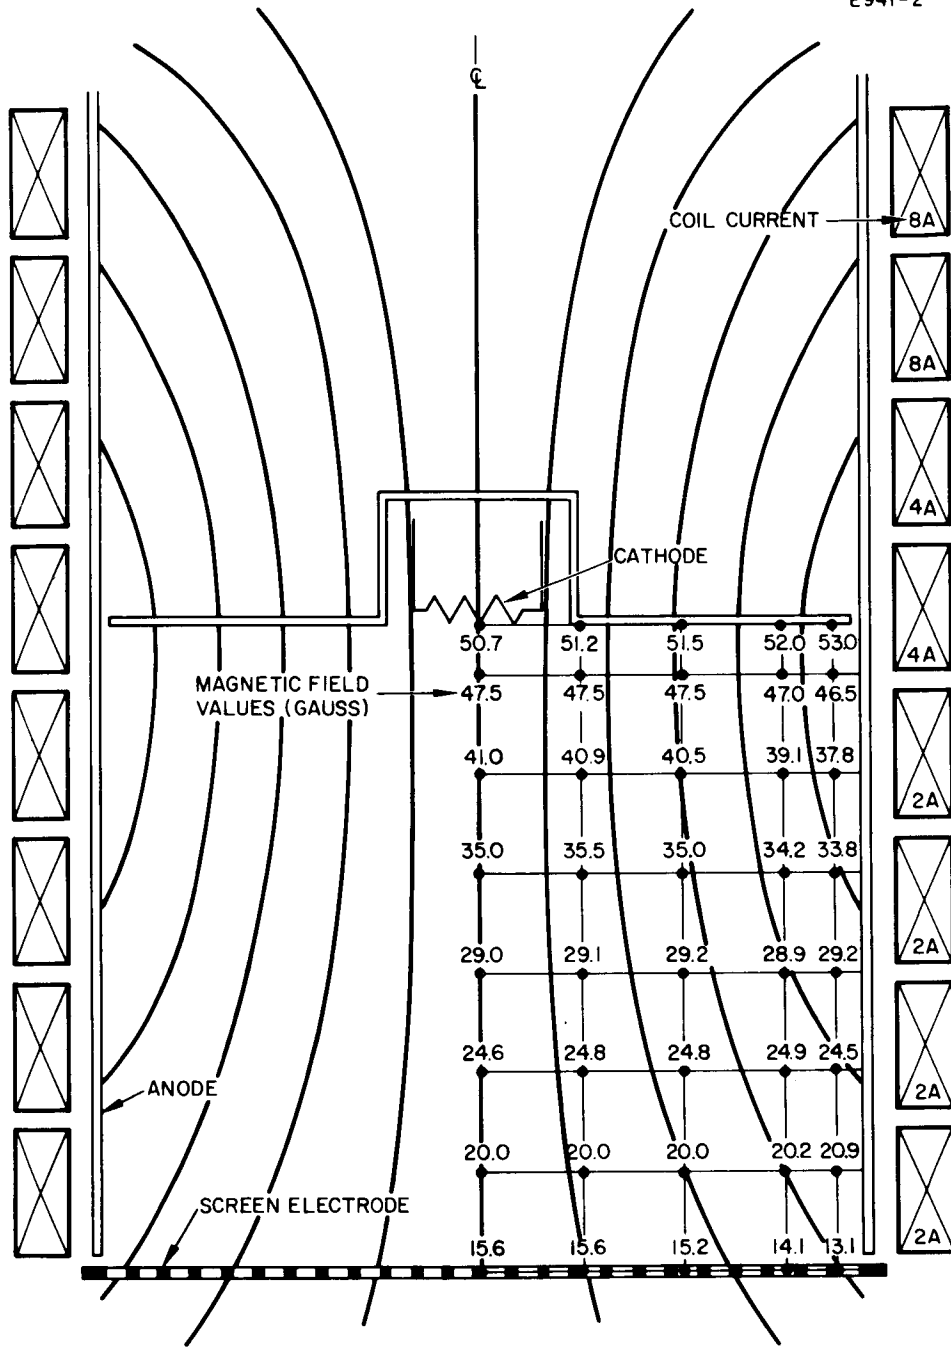 E941-2
℄
COIL CURRENT
8A
8A
4A
CATHODE
50.7 51.2 51.5 52.0 53.0
4A
MAGNETIC FIELD
VALUES (GAUSS)
47.5 47.5 47.5 47.0 46.5
41.0 40.9 40.5 39.1 37.8
2A
35.0 35.5 35.0 34.2 33.8
2A
29.0 29.1 29.2 28.9 29.2
24.6 24.8 24.8 24.9 24.5
ANODE
2A
20.0 20.0 20.0 20.2 20.9
SCREEN ELECTRODE
2A
15.6 15.6 15.2 14.1 13.1